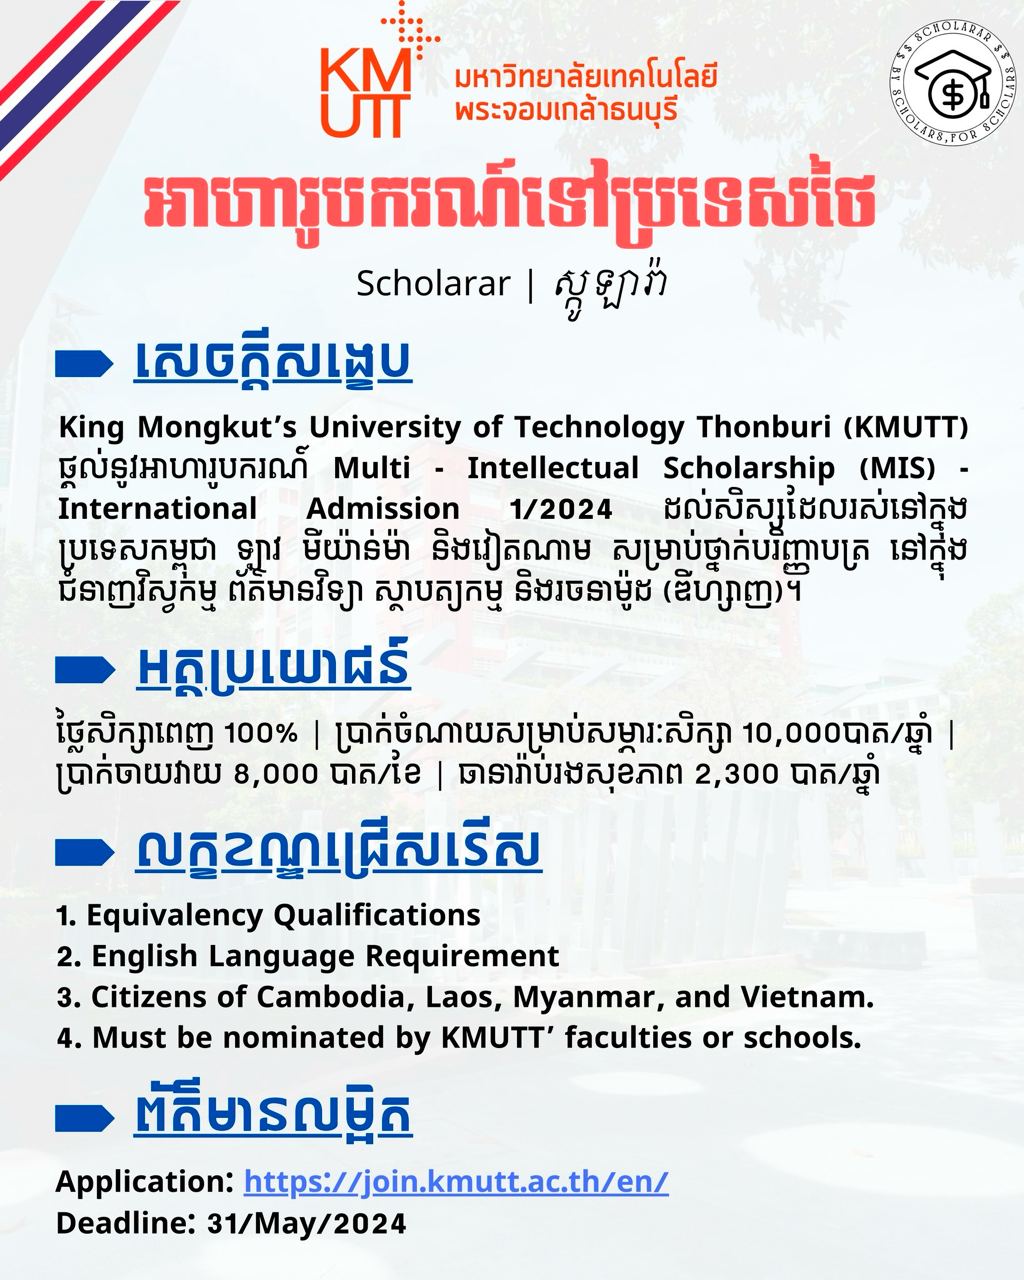 KM
UTT
มหาวิทยาลัยเทคโนโลยี
พระจอมเกล้าธนบุรี
$$ SCHOLARAR $$
BY SCHOLARS, FOR SCHOLARS
$
អាហារូបករណ៍ទៅប្រទេសថៃ
Scholarar | ស្កូឡារ៉ា
សេចក្តីសង្ខេប
King Mongkut’s University of Technology Thonburi (KMUTT)
ផ្តល់នូវអាហារូបករណ៍ Multi - Intellectual Scholarship (MIS) -
International Admission 1/2024 ដល់សិស្សដែលរស់នៅក្នុង
ប្រទេសកម្ពុជា ឡាវ មីយ៉ាន់ម៉ា និងវៀតណាម សម្រាប់ថ្នាក់បរិញ្ញាបត្រ នៅក្នុង
ជំនាញវិស្វកម្ម ព័ត៌មានវិទ្យា ស្ថាបត្យកម្ម និងរចនាម៉ូដ (ឌីហ្សាញ)។
អត្ថប្រយោជន៍
ថ្លៃសិក្សាពេញ 100% | ប្រាក់ចំណាយសម្រាប់សម្ភារៈសិក្សា 10,000បាត/ឆ្នាំ |
ប្រាក់ចាយវាយ 8,000 បាត/ខែ | ធានារ៉ាប់រងសុខភាព 2,300 បាត/ឆ្នាំ
លក្ខខណ្ឌជ្រើសរើស
1. Equivalency Qualifications
2. English Language Requirement
3. Citizens of Cambodia, Laos, Myanmar, and Vietnam.
4. Must be nominated by KMUTT’ faculties or schools.
ព័ត៌មានលម្អិត
Application: https://join.kmutt.ac.th/en/
Deadline: 31/May/2024